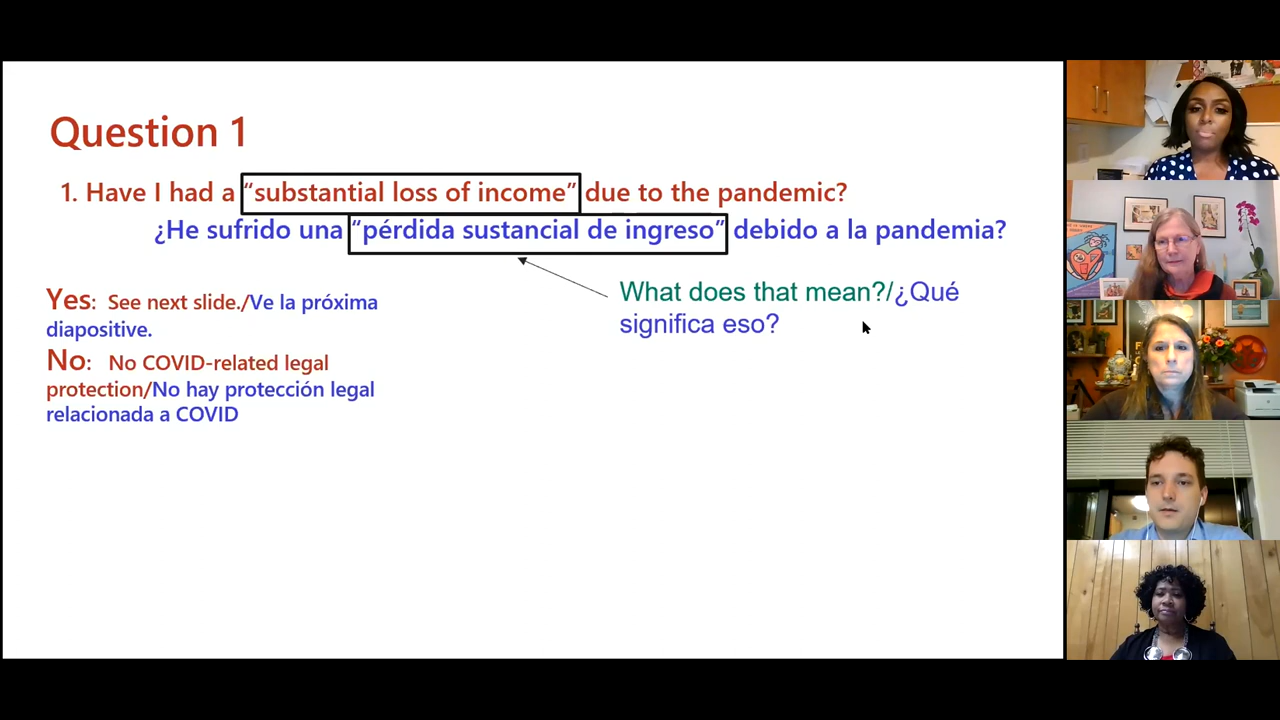 Question 1
1. Have I had a “substantial loss of income” due to the pandemic?
¿He sufrido una “pérdida sustancial de ingreso” debido a la pandemia?
What does that mean?/¿Qué
significa eso?
Yes: See next slide./Ve la próxima
diapositive.
No: No COVID-related legal
protection/No hay protección legal
relacionada a COVID